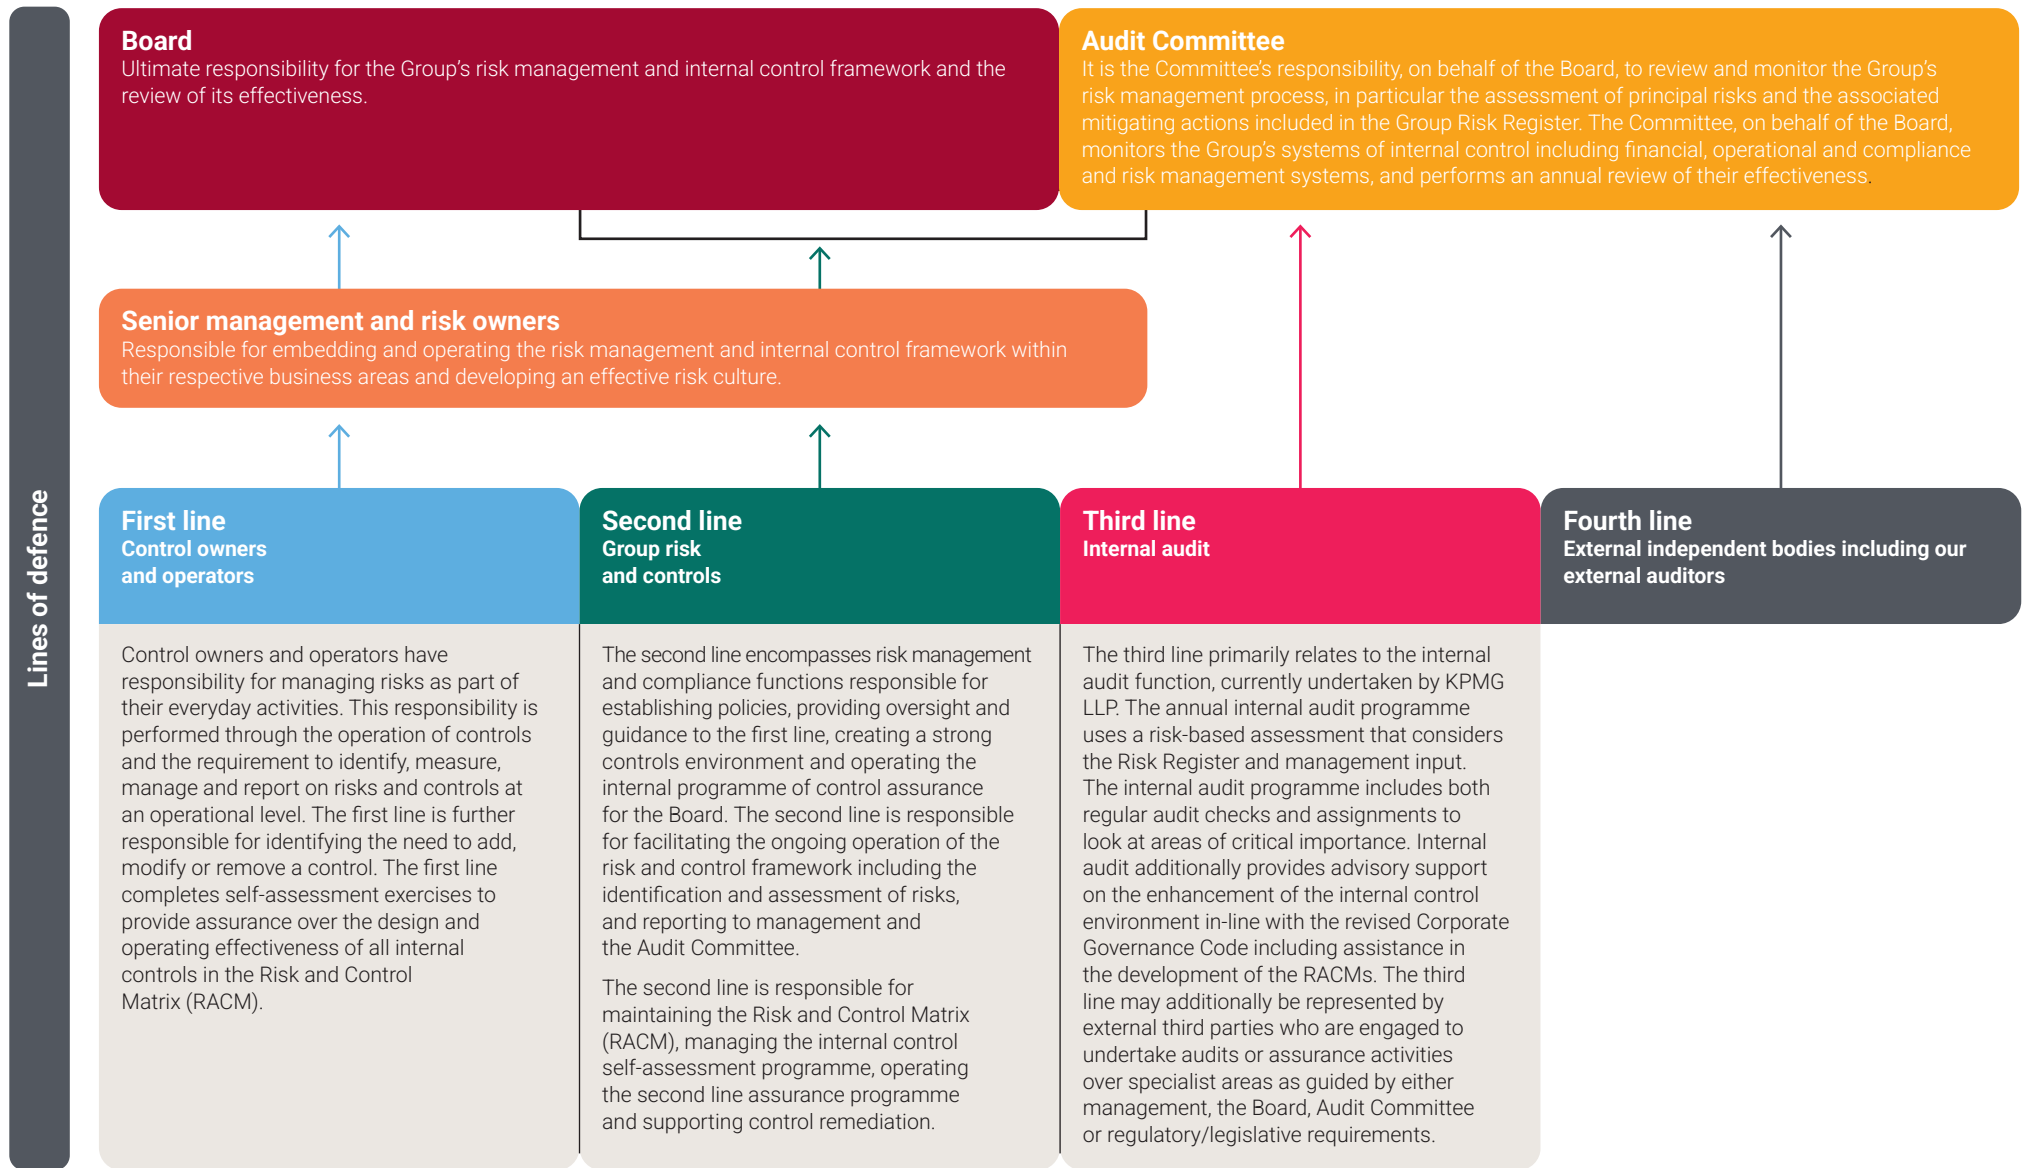 Lines of defence
Board
Ultimate responsibility for the Group's risk management and internal control framework and the
review of its effectiveness.
Audit Committee
It is the Committee's responsibility, on behalf of the Board, to review and monitor the Group's
risk management process, in particular the assessment of principal risks and the associated
mitigating actions included in the Group Risk Register. The Committee, on behalf of the Board,
monitors the Group's systems of internal control including financial, operational and compliance
and risk management systems, and performs an annual review of their effectiveness.
Senior management and risk owners
Responsible for embedding and operating the risk management and internal control framework within
their respective business areas and developing an effective risk culture.
First line
Control owners
and operators
Control owners and operators have
responsibility for managing risks as part of
their everyday activities. This responsibility is
performed through the operation of controls
and the requirement to identify, measure,
manage and report on risks and controls at
an operational level. The first line is further
responsible for identifying the need to add,
modify or remove a control. The first line
completes self-assessment exercises to
provide assurance over the design and
operating effectiveness of all internal
controls in the Risk and Control
Matrix (RACM).
Second line
Group risk
and controls
The second line encompasses risk management
and compliance functions responsible for
establishing policies, providing oversight and
guidance to the first line, creating a strong
controls environment and operating the
internal programme of control assurance
for the Board. The second line is responsible
for facilitating the ongoing operation of the
risk and control framework including the
identification and assessment of risks,
and reporting to management and
the Audit Committee.
The second line is responsible for
maintaining the Risk and Control Matrix
(RACM), managing the internal control
self-assessment programme, operating
the second line assurance programme
and supporting control remediation.
Third line
Internal audit
The third line primarily relates to the internal
audit function, currently undertaken by KPMG
LLP. The annual internal audit programme
uses a risk-based assessment that considers
the Risk Register and management input.
The internal audit programme includes both
regular audit checks and assignments to
look at areas of critical importance. Internal
audit additionally provides advisory support
on the enhancement of the internal control
environment in-line with the revised Corporate
Governance Code including assistance in
the development of the RACMs. The third
line may additionally be represented by
external third parties who are engaged to
undertake audits or assurance activities
over specialist areas as guided by either
management, the Board, Audit Committee
or regulatory/legislative requirements.
Fourth line
External independent bodies including our
external auditors